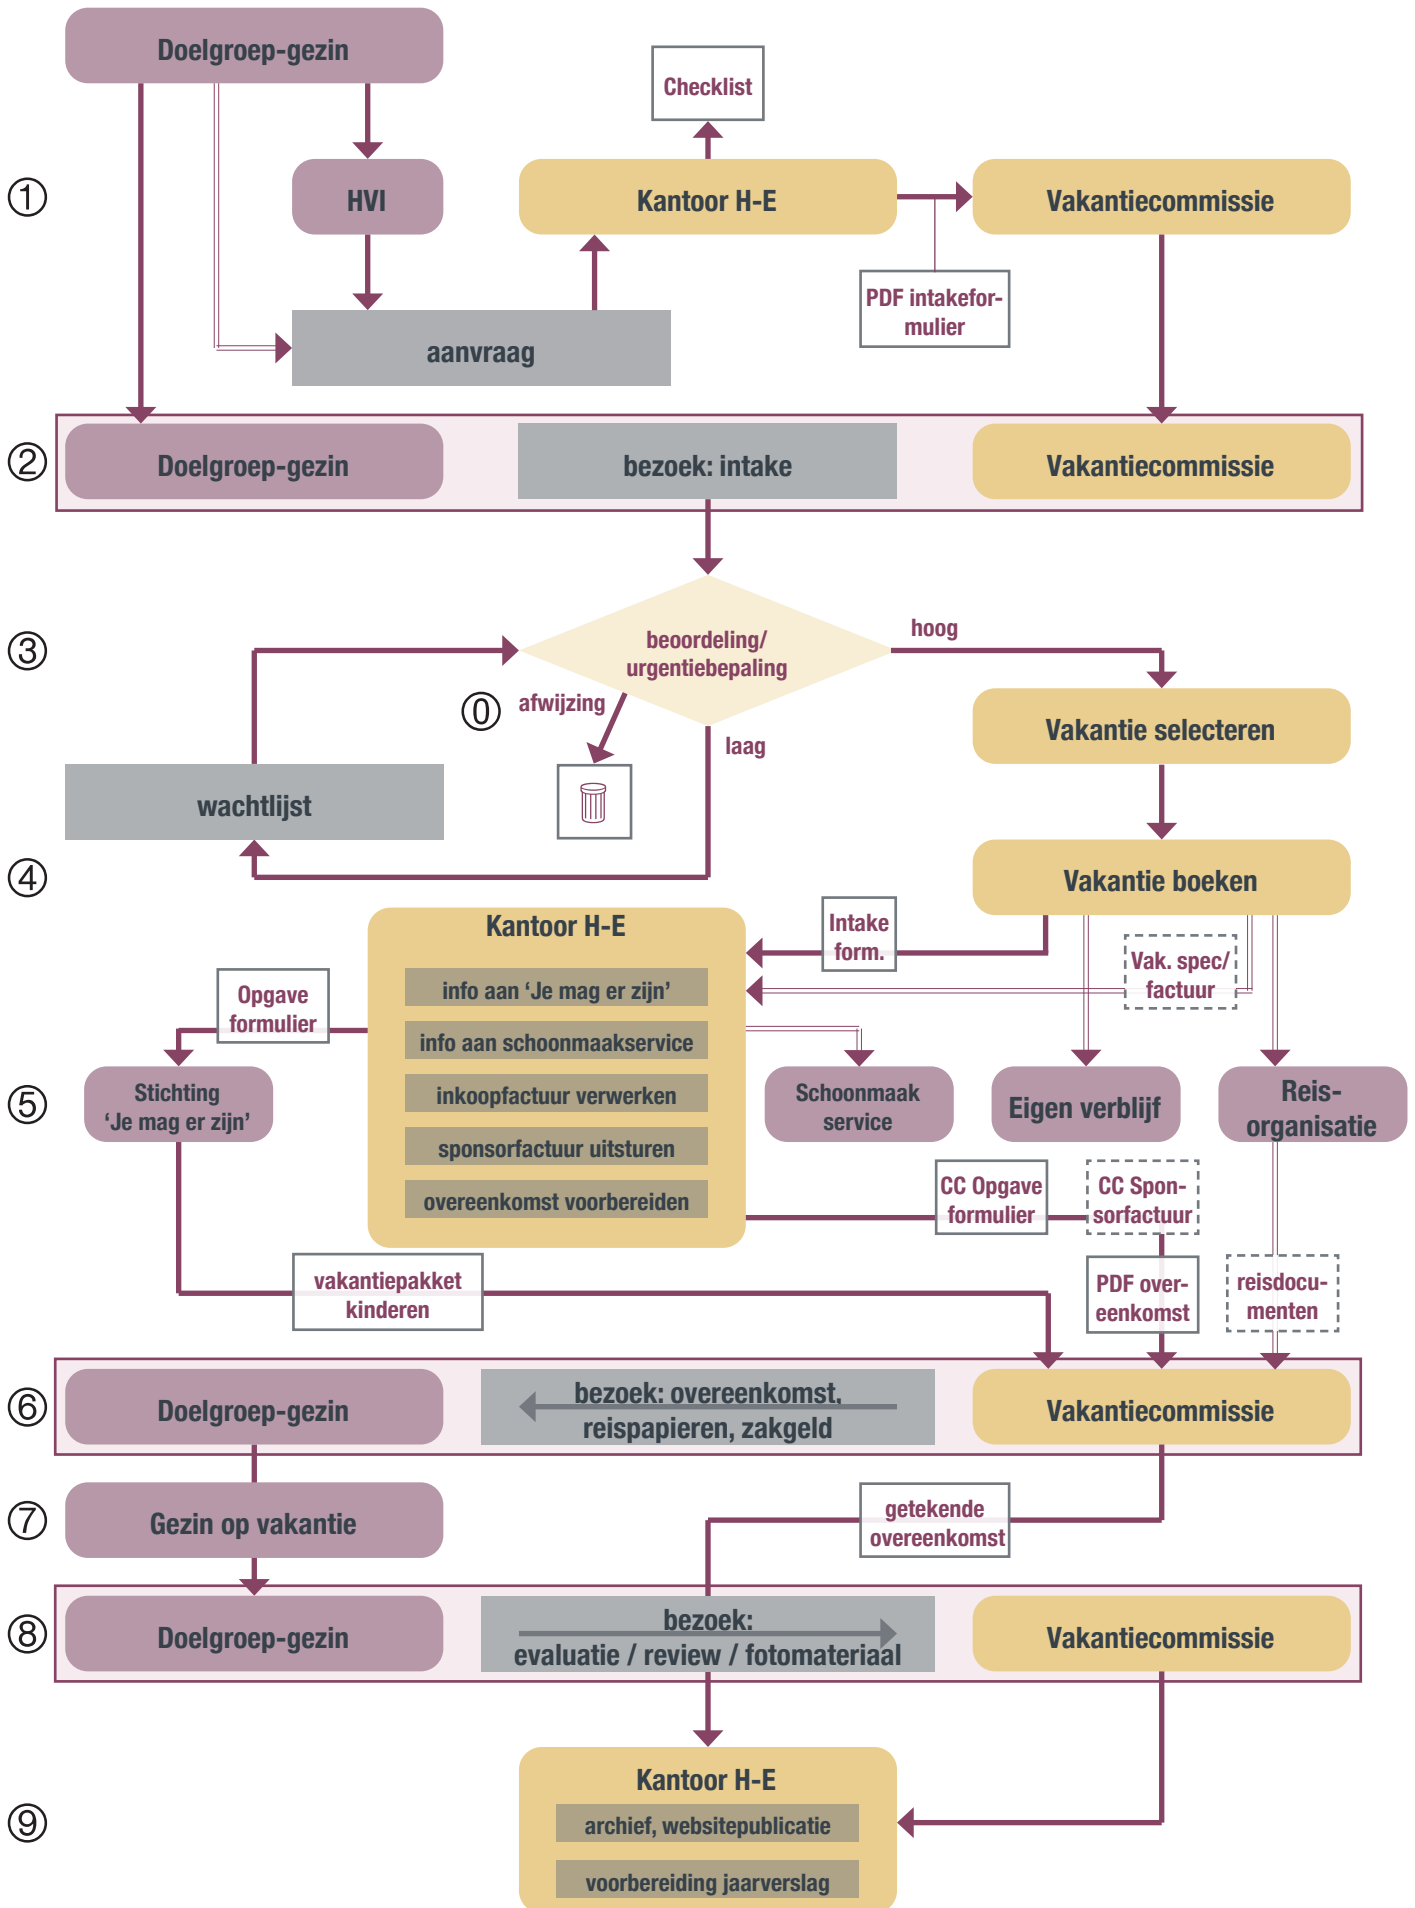 Doelgroep-gezin
Checklist
①
HVI
Kantoor H-E
Vakantiecommissie
PDF intakefor-
mulier
aanvraag
②
Doelgroep-gezin
bezoek: intake
Vakantiecommissie
③
beoordeling/
urgentiebepaling
hoog
⓪
afwijzing
laag
Vakantie selecteren
wachtlijst
④
Vakantie boeken
Kantoor H-E
Intake
form.
Vak. spec/
factuur
info aan ‘Je mag er zijn’
Opgave
formulier
info aan schoonmaakservice
⑤
Stichting
‘Je mag er zijn’
inkoopfactuur verwerken
sponsorfactuur uitsturen
overeenkomst voorbereiden
Schoonmaak
service
Eigen verblijf
Reis-
organisatie
CC Opgave
formulier
CC Spon-
sorfactuur
vakantiepakket
kinderen
PDF over-
eenkomst
reisdocu-
menten
⑥
Doelgroep-gezin
bezoek: overeenkomst,
reispapieren, zakgeld
Vakantiecommissie
⑦
Gezin op vakantie
getekende
overeenkomst
⑧
Doelgroep-gezin
bezoek:
evaluatie / review / fotomateriaal
Vakantiecommissie
⑨
Kantoor H-E
archief, websitepublicatie
voorbereiding jaarverslag